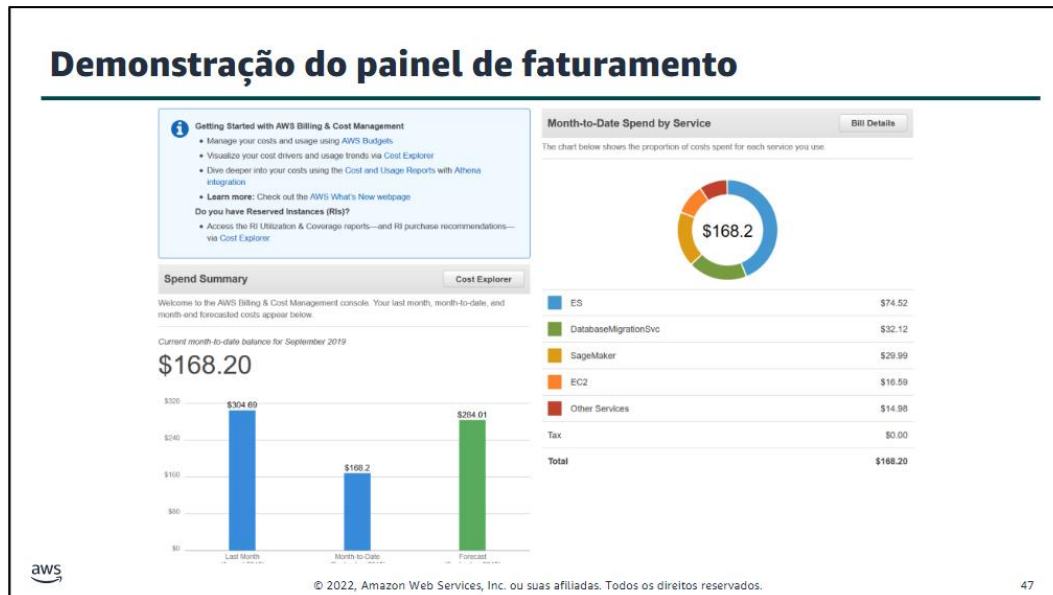 Demonstração do painel de faturamento
Getting Started with AWS Billing & Cost Management
• Manage your costs and usage using AWS Budgets
• Visualize your cost drivers and usage trends via Cost Explorer
• Dive deeper into your costs using the Cost and Usage Reports with Athena
integration
• Learn more: Check out the AWS What's New webpage
Do you have Reserved Instances (RIs)?
• Access the RI Utilization & Coverage reports—and RI purchase recommendations—
via Cost Explorer
Spend Summary
Cost Explorer
Welcome to the AWS Billing & Cost Management console. Your last month, month-to-date, and
month-end forecasted costs appear below.
Current month-to-date balance for September 2019
$168.20
$320
$240
$160
$80
$0
$304.69
$168.2
$284.01
Last Month
Month-to-Date
Forecast
Month-to-Date Spend by Service
Bill Details
The chart below shows the proportion of costs spent for each service you use.
$168.2
ES $74.52
DatabaseMigrationSvc $32.12
SageMaker $29.99
EC2 $16.59
Other Services $14.98
Tax $0.00
Total $168.20
aws
© 2022, Amazon Web Services, Inc. ou suas afiliadas. Todos os direitos reservados.
47